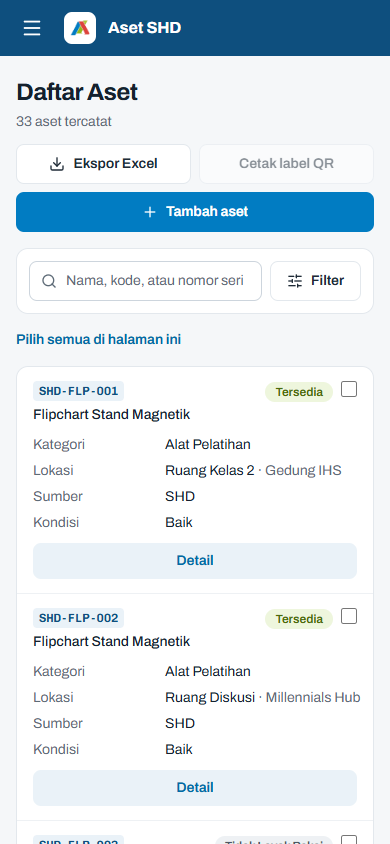 Aset SHD
Daftar Aset
33 aset tercatat
Ekspor Excel
Cetak label QR
+ Tambah aset
Nama, kode, atau nomor seri
Filter
Pilih semua di halaman ini
SHD-FLP-001 Tersedia
Flipchart Stand Magnetik
Kategori Alat Pelatihan
Lokasi Ruang Kelas 2 · Gedung IHS
Sumber SHD
Kondisi Baik
Detail
SHD-FLP-002 Tersedia
Flipchart Stand Magnetik
Kategori Alat Pelatihan
Lokasi Ruang Diskusi · Millennials Hub
Sumber SHD
Kondisi Baik
Detail
SHD-FLP-003